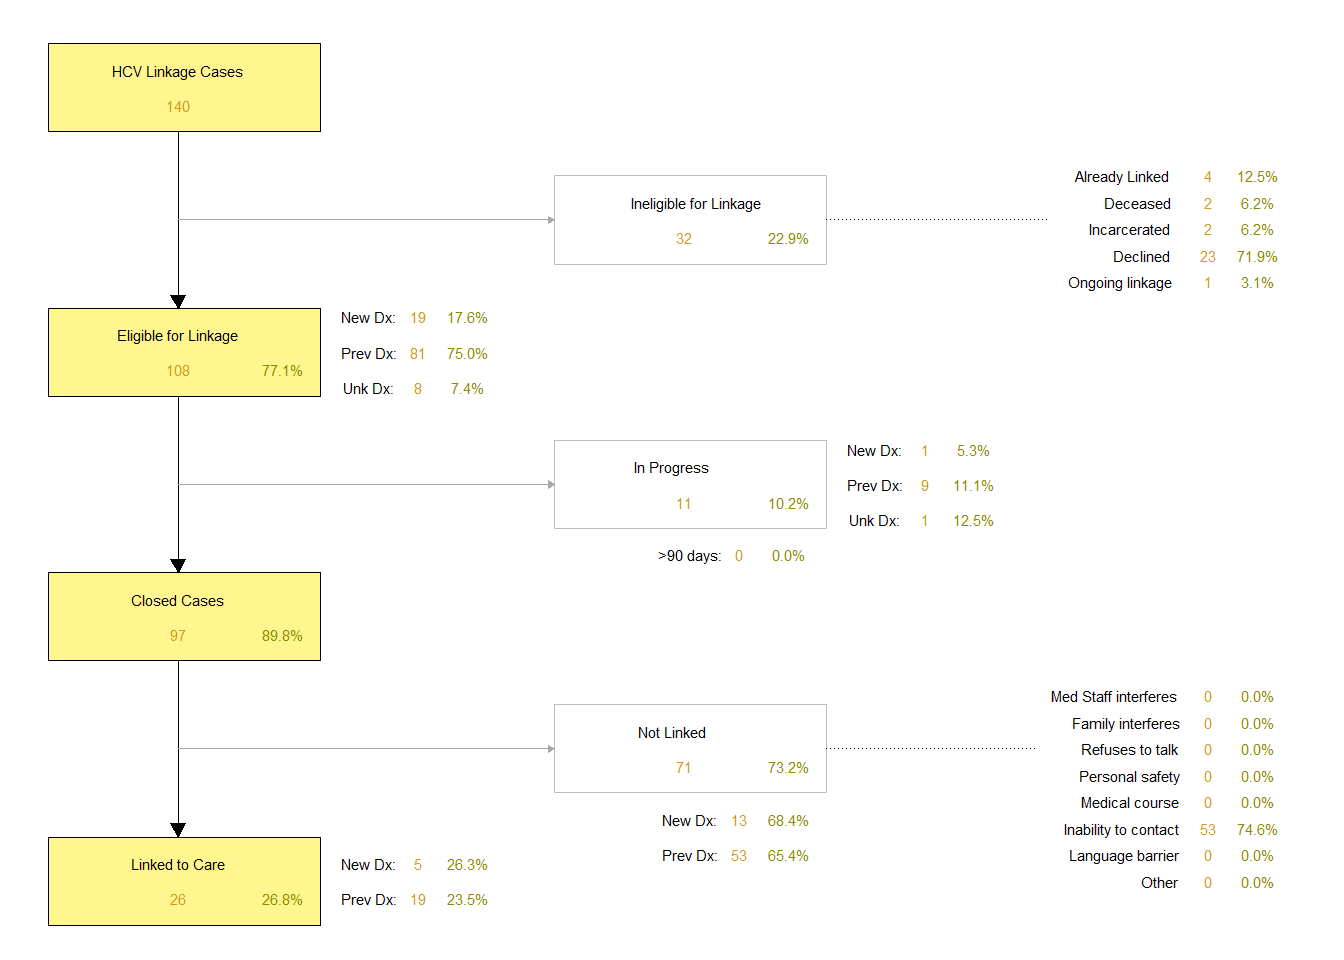 HCV Linkage Cases
140
Ineligible for Linkage
32 22.9%
Already Linked 4 12.5%
Deceased 2 6.2%
Incarcerated 2 6.2%
Declined 23 71.9%
Ongoing linkage 1 3.1%
Eligible for Linkage
108 77.1%
New Dx: 19 17.6%
Prev Dx: 81 75.0%
Unk Dx: 8 7.4%
In Progress
11 10.2%
New Dx: 1 5.3%
Prev Dx: 9 11.1%
Unk Dx: 1 12.5%
>90 days: 0 0.0%
Closed Cases
97 89.8%
Not Linked
71 73.2%
New Dx: 13 68.4%
Prev Dx: 53 65.4%
Med Staff interferes 0 0.0%
Family interferes 0 0.0%
Refuses to talk 0 0.0%
Personal safety 0 0.0%
Medical course 0 0.0%
Inability to contact 53 74.6%
Language barrier 0 0.0%
Other 0 0.0%
Linked to Care
26 26.8%
New Dx: 5 26.3%
Prev Dx: 19 23.5%